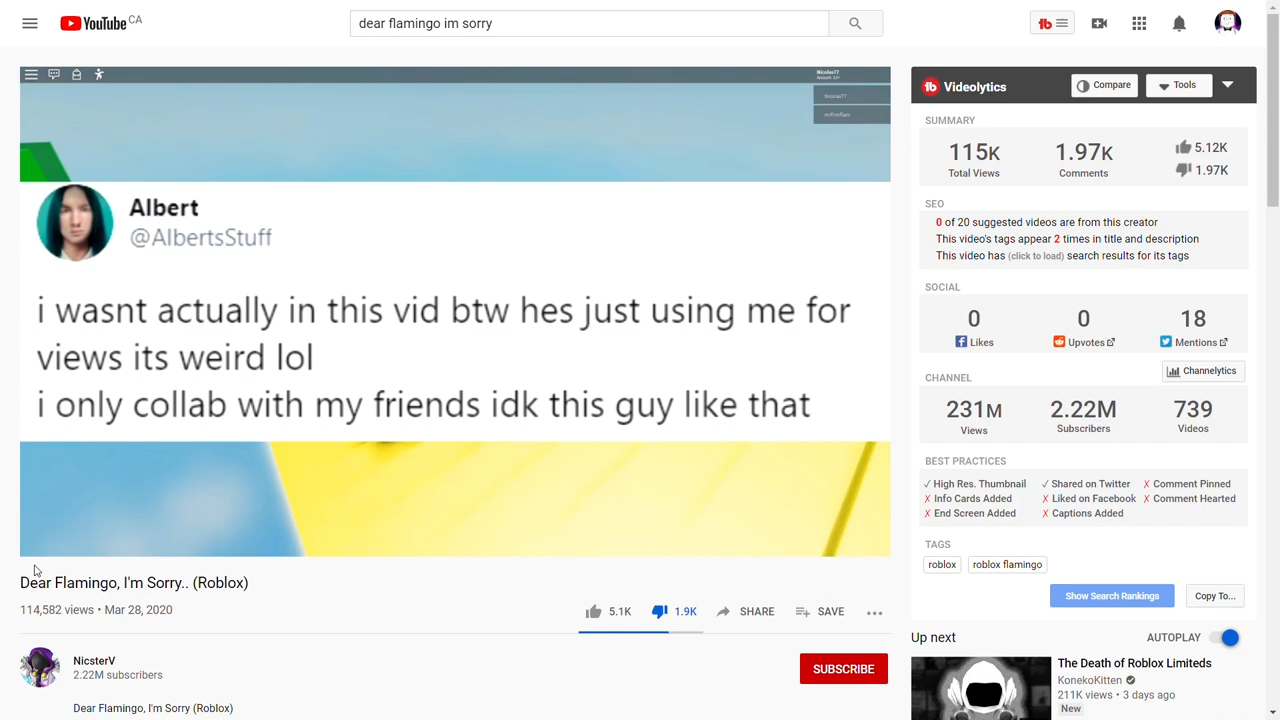 YouTube CA
dear flamingo im sorry
Nicolas77
Nicolas77
Albert
@AlbertsStuff
i wasnt actually in this vid btw hes just using me for
views its weird lol
i only collab with my friends idk this guy like that
Dear Flamingo, I'm Sorry.. (Roblox)
114,582 views • Mar 28, 2020
5.1K
1.9K
SHARE
SAVE
NicsterV
2.22M subscribers
SUBSCRIBE
Dear Flamingo, I'm Sorry (Roblox)
tb
tb Videolytics
Compare
Tools
SUMMARY
115K
Total Views
1.97K
Comments
5.12K
1.97K
SEO
0 of 20 suggested videos are from this creator
This video's tags appear 2 times in title and description
This video has (click to load) search results for its tags
SOCIAL
0
Likes
0
Upvotes
18
Mentions
CHANNEL
Channelytics
231M
Views
2.22M
Subscribers
739
Videos
BEST PRACTICES
✓ High Res. Thumbnail ✓ Shared on Twitter ✗ Comment Pinned
✗ Info Cards Added ✗ Liked on Facebook ✗ Comment Hearted
✗ End Screen Added ✗ Captions Added
TAGS
roblox
roblox flamingo
Show Search Rankings
Copy To...
Up next
AUTOPLAY
The Death of Roblox Limiteds
KonekoKitten
211K views • 3 days ago
New